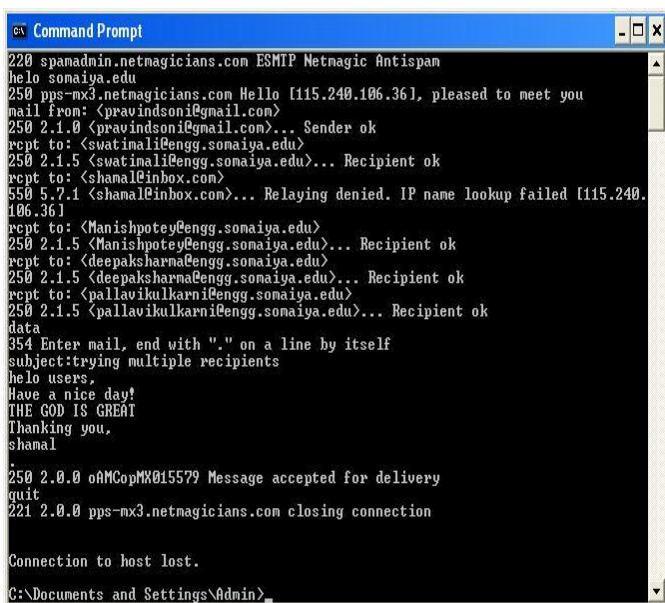 Command Prompt
220 spamadmin.netmagicians.com ESMTP Netmagic Antispam
helo somaiya.edu
250 pps-mx3.netmagicians.com Hello [115.240.106.36], pleased to meet you
mail from: <pravindsoni@gmail.com>
250 2.1.0 <pravindsoni@gmail.com>... Sender ok
rcpt to: <swatimali@engg.somaiya.edu>
250 2.1.5 <swatimali@engg.somaiya.edu>... Recipient ok
rcpt to: <shamal@inbox.com>
550 5.7.1 <shamal@inbox.com>... Relaying denied. IP name lookup failed [115.240.
106.36]
rcpt to: <Manishpotey@engg.somaiya.edu>
250 2.1.5 <Manishpotey@engg.somaiya.edu>... Recipient ok
rcpt to: <deepaksharma@engg.somaiya.edu>
250 2.1.5 <deepaksharma@engg.somaiya.edu>... Recipient ok
rcpt to: <pallavikulkarni@engg.somaiya.edu>
250 2.1.5 <pallavikulkarni@engg.somaiya.edu>... Recipient ok
data
354 Enter mail, end with "." on a line by itself
subject:trying multiple recipients
helo users,
Have a nice day!
THE GOD IS GREAT
Thanking you,
shamal
.
250 2.0.0 oAMCopMX015579 Message accepted for delivery
quit
221 2.0.0 pps-mx3.netmagicians.com closing connection
Connection to host lost.
C:\Documents and Settings\Admin>_